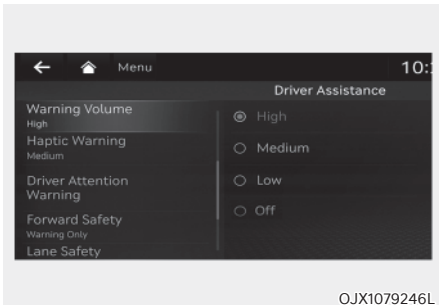 Menu
10:
Driver Assistance
Warning Volume
High
Haptic Warning
Medium
Driver Attention
Warning
Forward Safety
Warning Only
Lane Safety
High
Medium
Low
Off
OJX1079246L